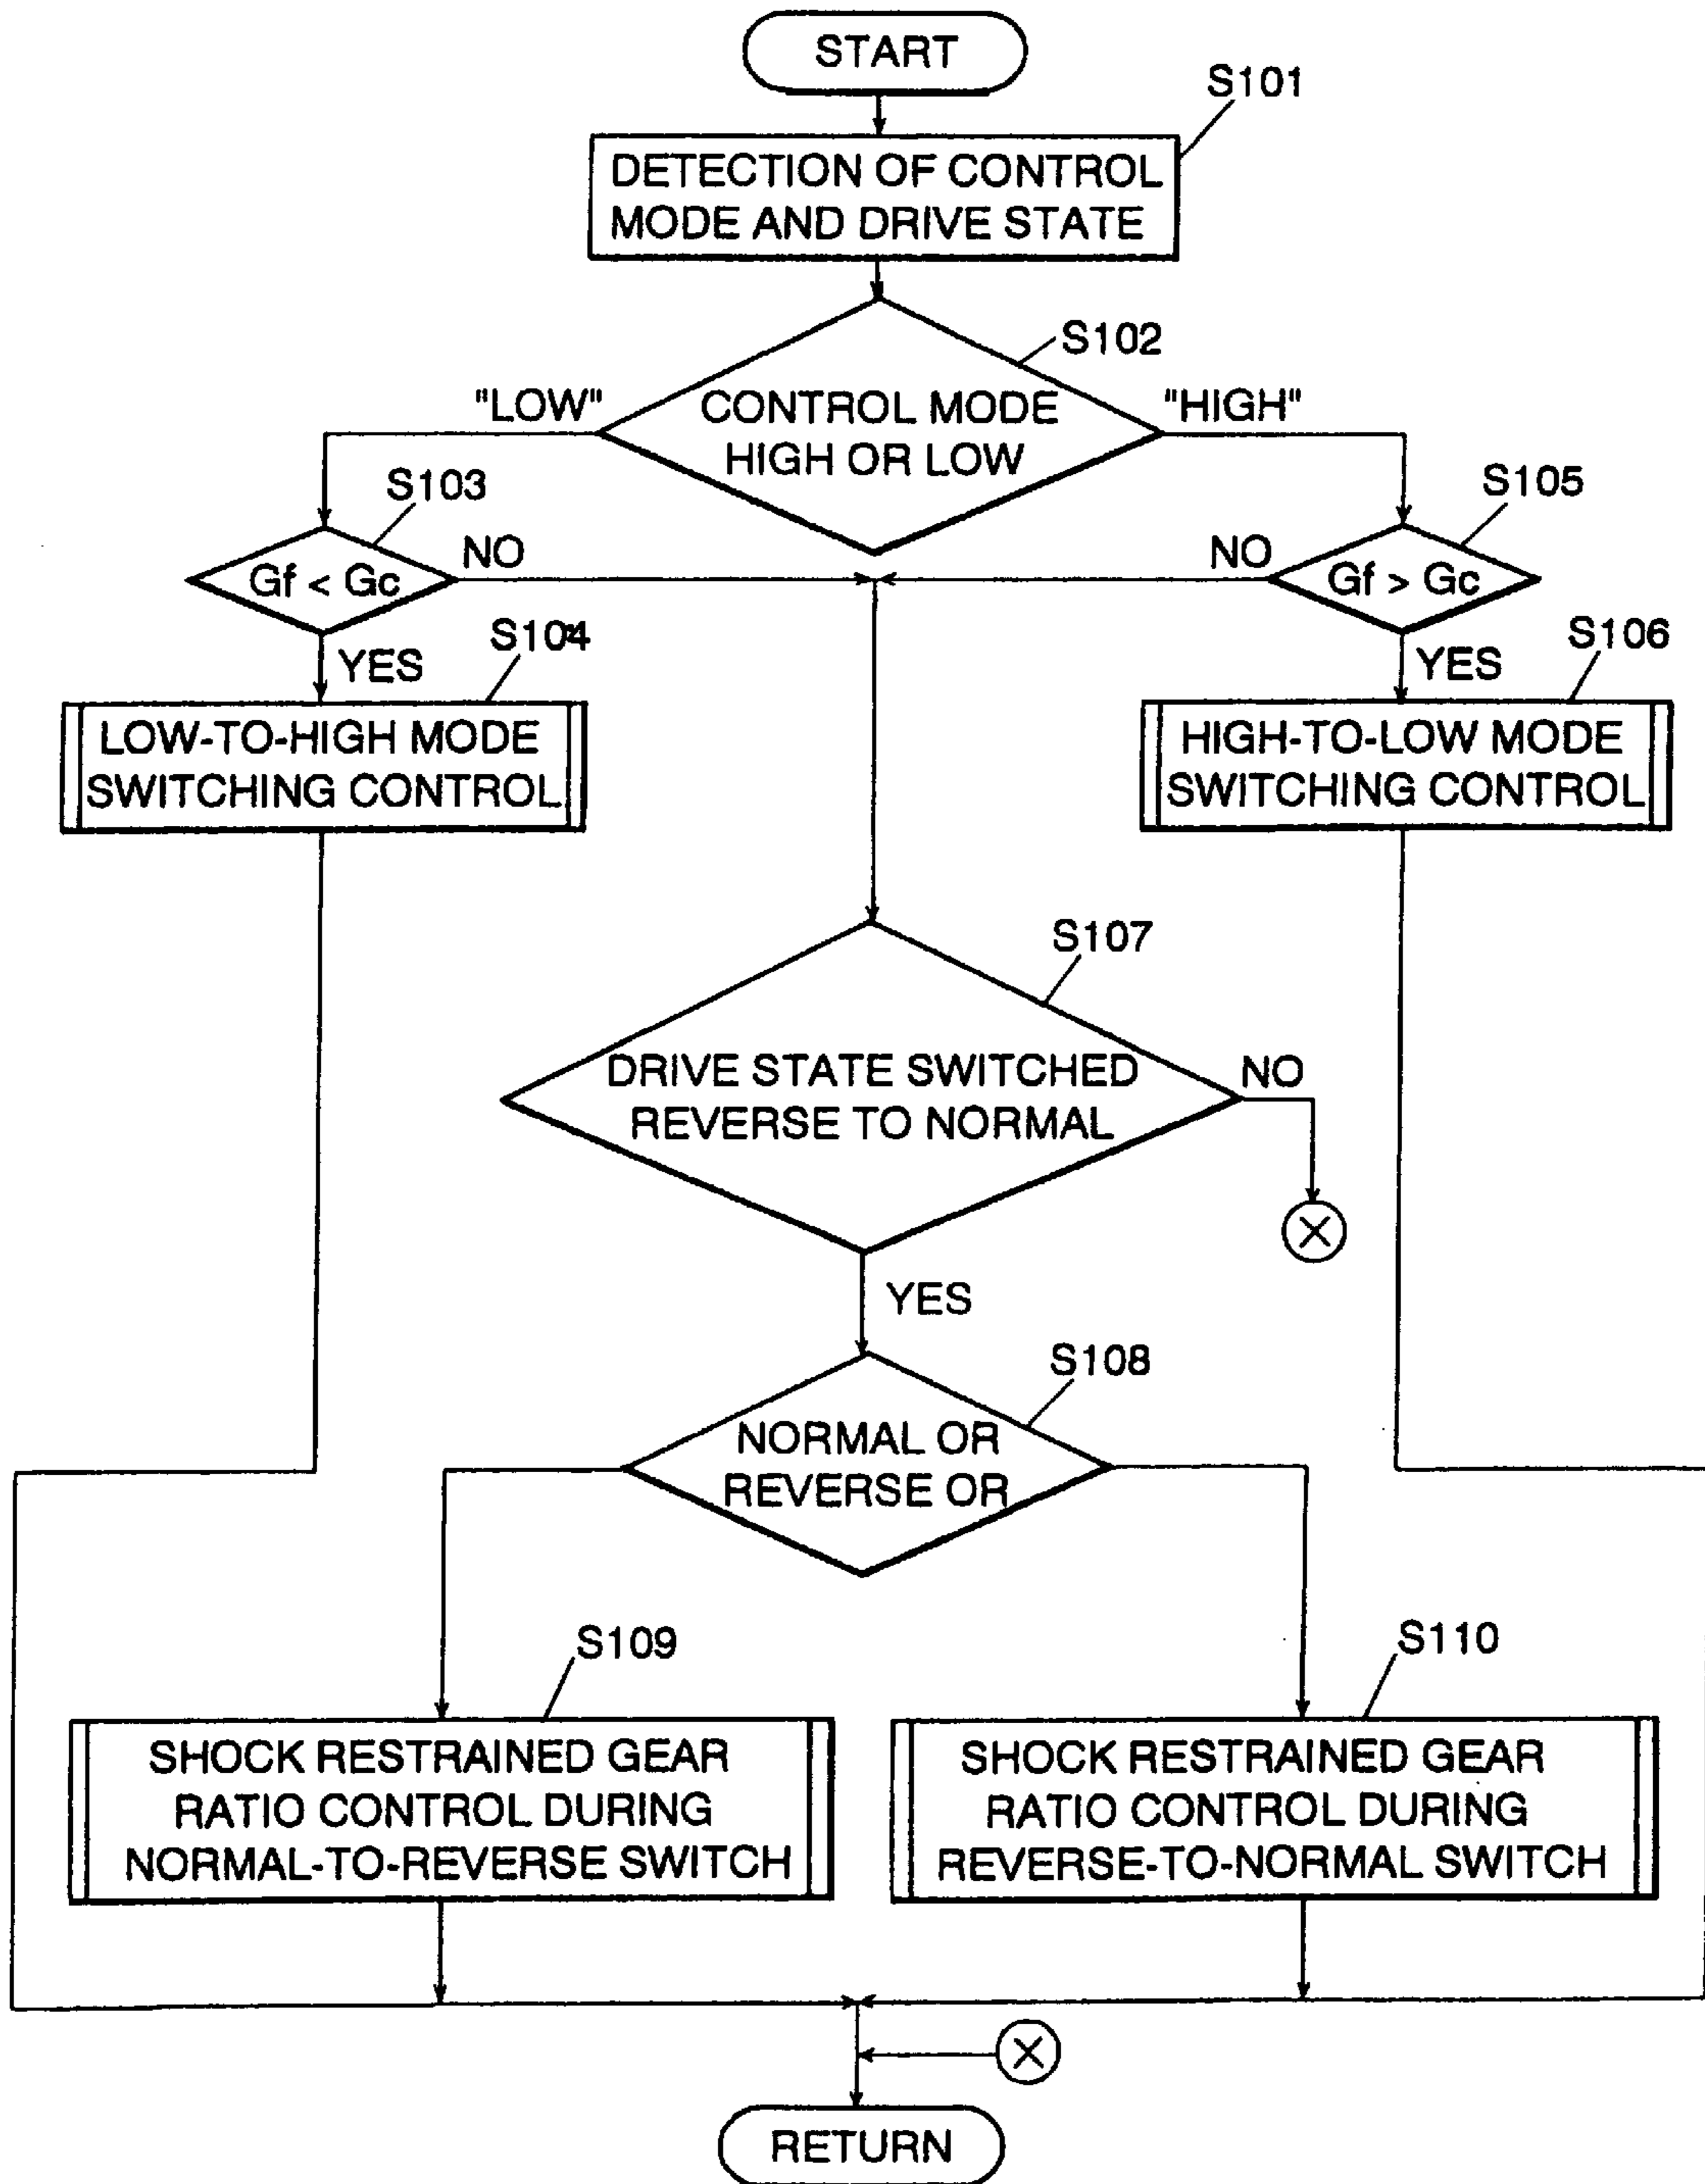 START
S101
DETECTION OF CONTROL
MODE AND DRIVE STATE
S102
"LOW"
CONTROL MODE
HIGH OR LOW
"HIGH"
S103
S105
Gf < Gc
NO
NO
Gf > Gc
S104
YES
S106
YES
LOW-TO-HIGH MODE
SWITCHING CONTROL
HIGH-TO-LOW MODE
SWITCHING CONTROL
S107
DRIVE STATE SWITCHED
REVERSE TO NORMAL
NO
YES
S108
NORMAL OR
REVERSE OR
S109
S110
SHOCK RESTRAINED GEAR
RATIO CONTROL DURING
NORMAL-TO-REVERSE SWITCH
SHOCK RESTRAINED GEAR
RATIO CONTROL DURING
REVERSE-TO-NORMAL SWITCH
RETURN